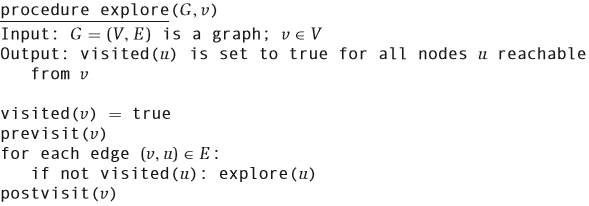 procedure explore(G, v)
Input: G = (V, E) is a graph; v ∈ V
Output: visited(u) is set to true for all nodes u reachable
from v
visited(v) = true
previsit(v)
for each edge (v, u) ∈ E:
if not visited(u): explore(u)
postvisit(v)